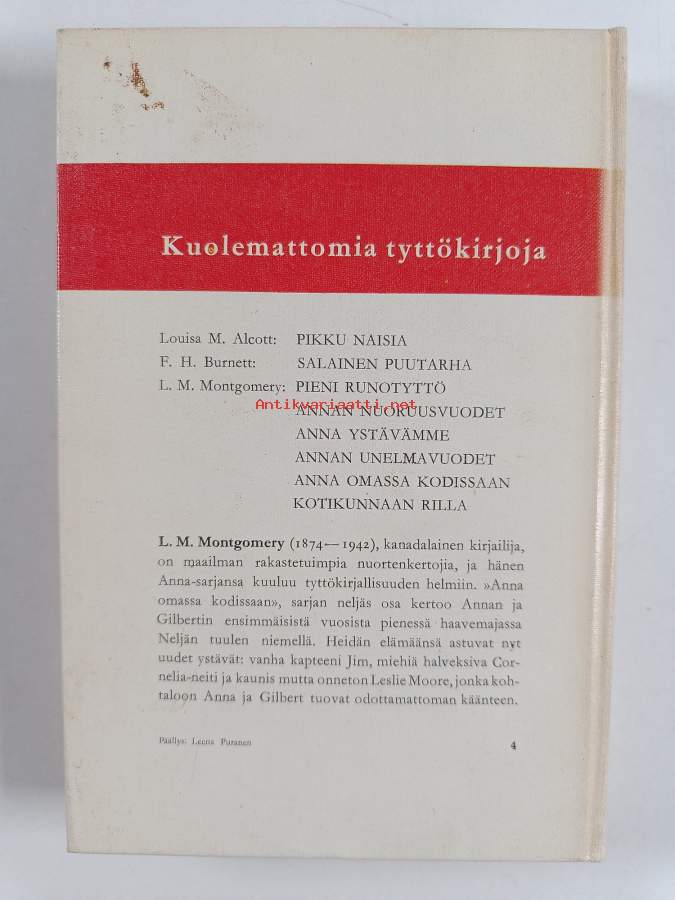 Kuolemattomia tyttökirjoja
Louisa M. Alcott: PIKKU NAISIA
F. H. Burnett: SALAINEN PUUTARHA
L. M. Montgomery: PIENI RUNOTYTTÖ
Antikvariaatti.net
ANNAN NUORUUSVUODET
ANNA YSTÄVÄMME
ANNAN UNELMAVUODET
ANNA OMASSA KODISSAAN
KOTIKUNNAAN RILLA
L. M. Montgomery (1874—1942), kanadalainen kirjailija,
on maailman rakastetuimpia nuortenkertojia, ja hänen
Anna-sarjansa kuuluu tyttökirjallisuuden helmiin. »Anna
omassa kodissaan», sarjan neljäs osa kertoo Annan ja
Gilbertin ensimmäisistä vuosista pienessä haavemajassa
Neljän tuulen niemellä. Heidän elämäänsä astuvat nyt
uudet ystävät: vanha kapteeni Jim, miehiä halveksiva Cor-
nelia-neiti ja kaunis mutta onneton Leslie Moore, jonka koh-
taloon Anna ja Gilbert tuovat odottamattoman käänteen.
Päällys: Leena Puranen
4